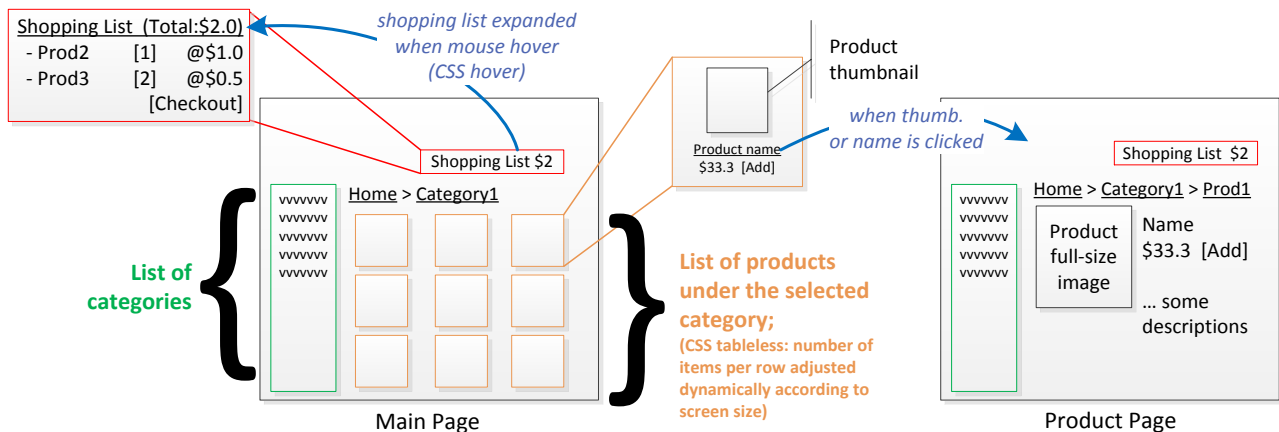 Shopping List (Total:$2.0)
- Prod2 [1] @$1.0
- Prod3 [2] @$0.5
[Checkout]
shopping list expanded
when mouse hover
(CSS hover)
Shopping List $2
List of
categories
vvvvvvv
vvvvvvv
vvvvvvv
vvvvvvv
vvvvvvv
Home > Category1
Main Page
Product
thumbnail
Product name
$33.3 [Add]
List of products
under the selected
category;
(CSS tableless: number of
items per row adjusted
dynamically according to
screen size)
when thumb.
or name is clicked
Shopping List $2
vvvvvvv
vvvvvvv
vvvvvvv
vvvvvvv
vvvvvvv
Home > Category1 > Prod1
Product
full-size
image
Name
$33.3 [Add]
... some
descriptions
Product Page